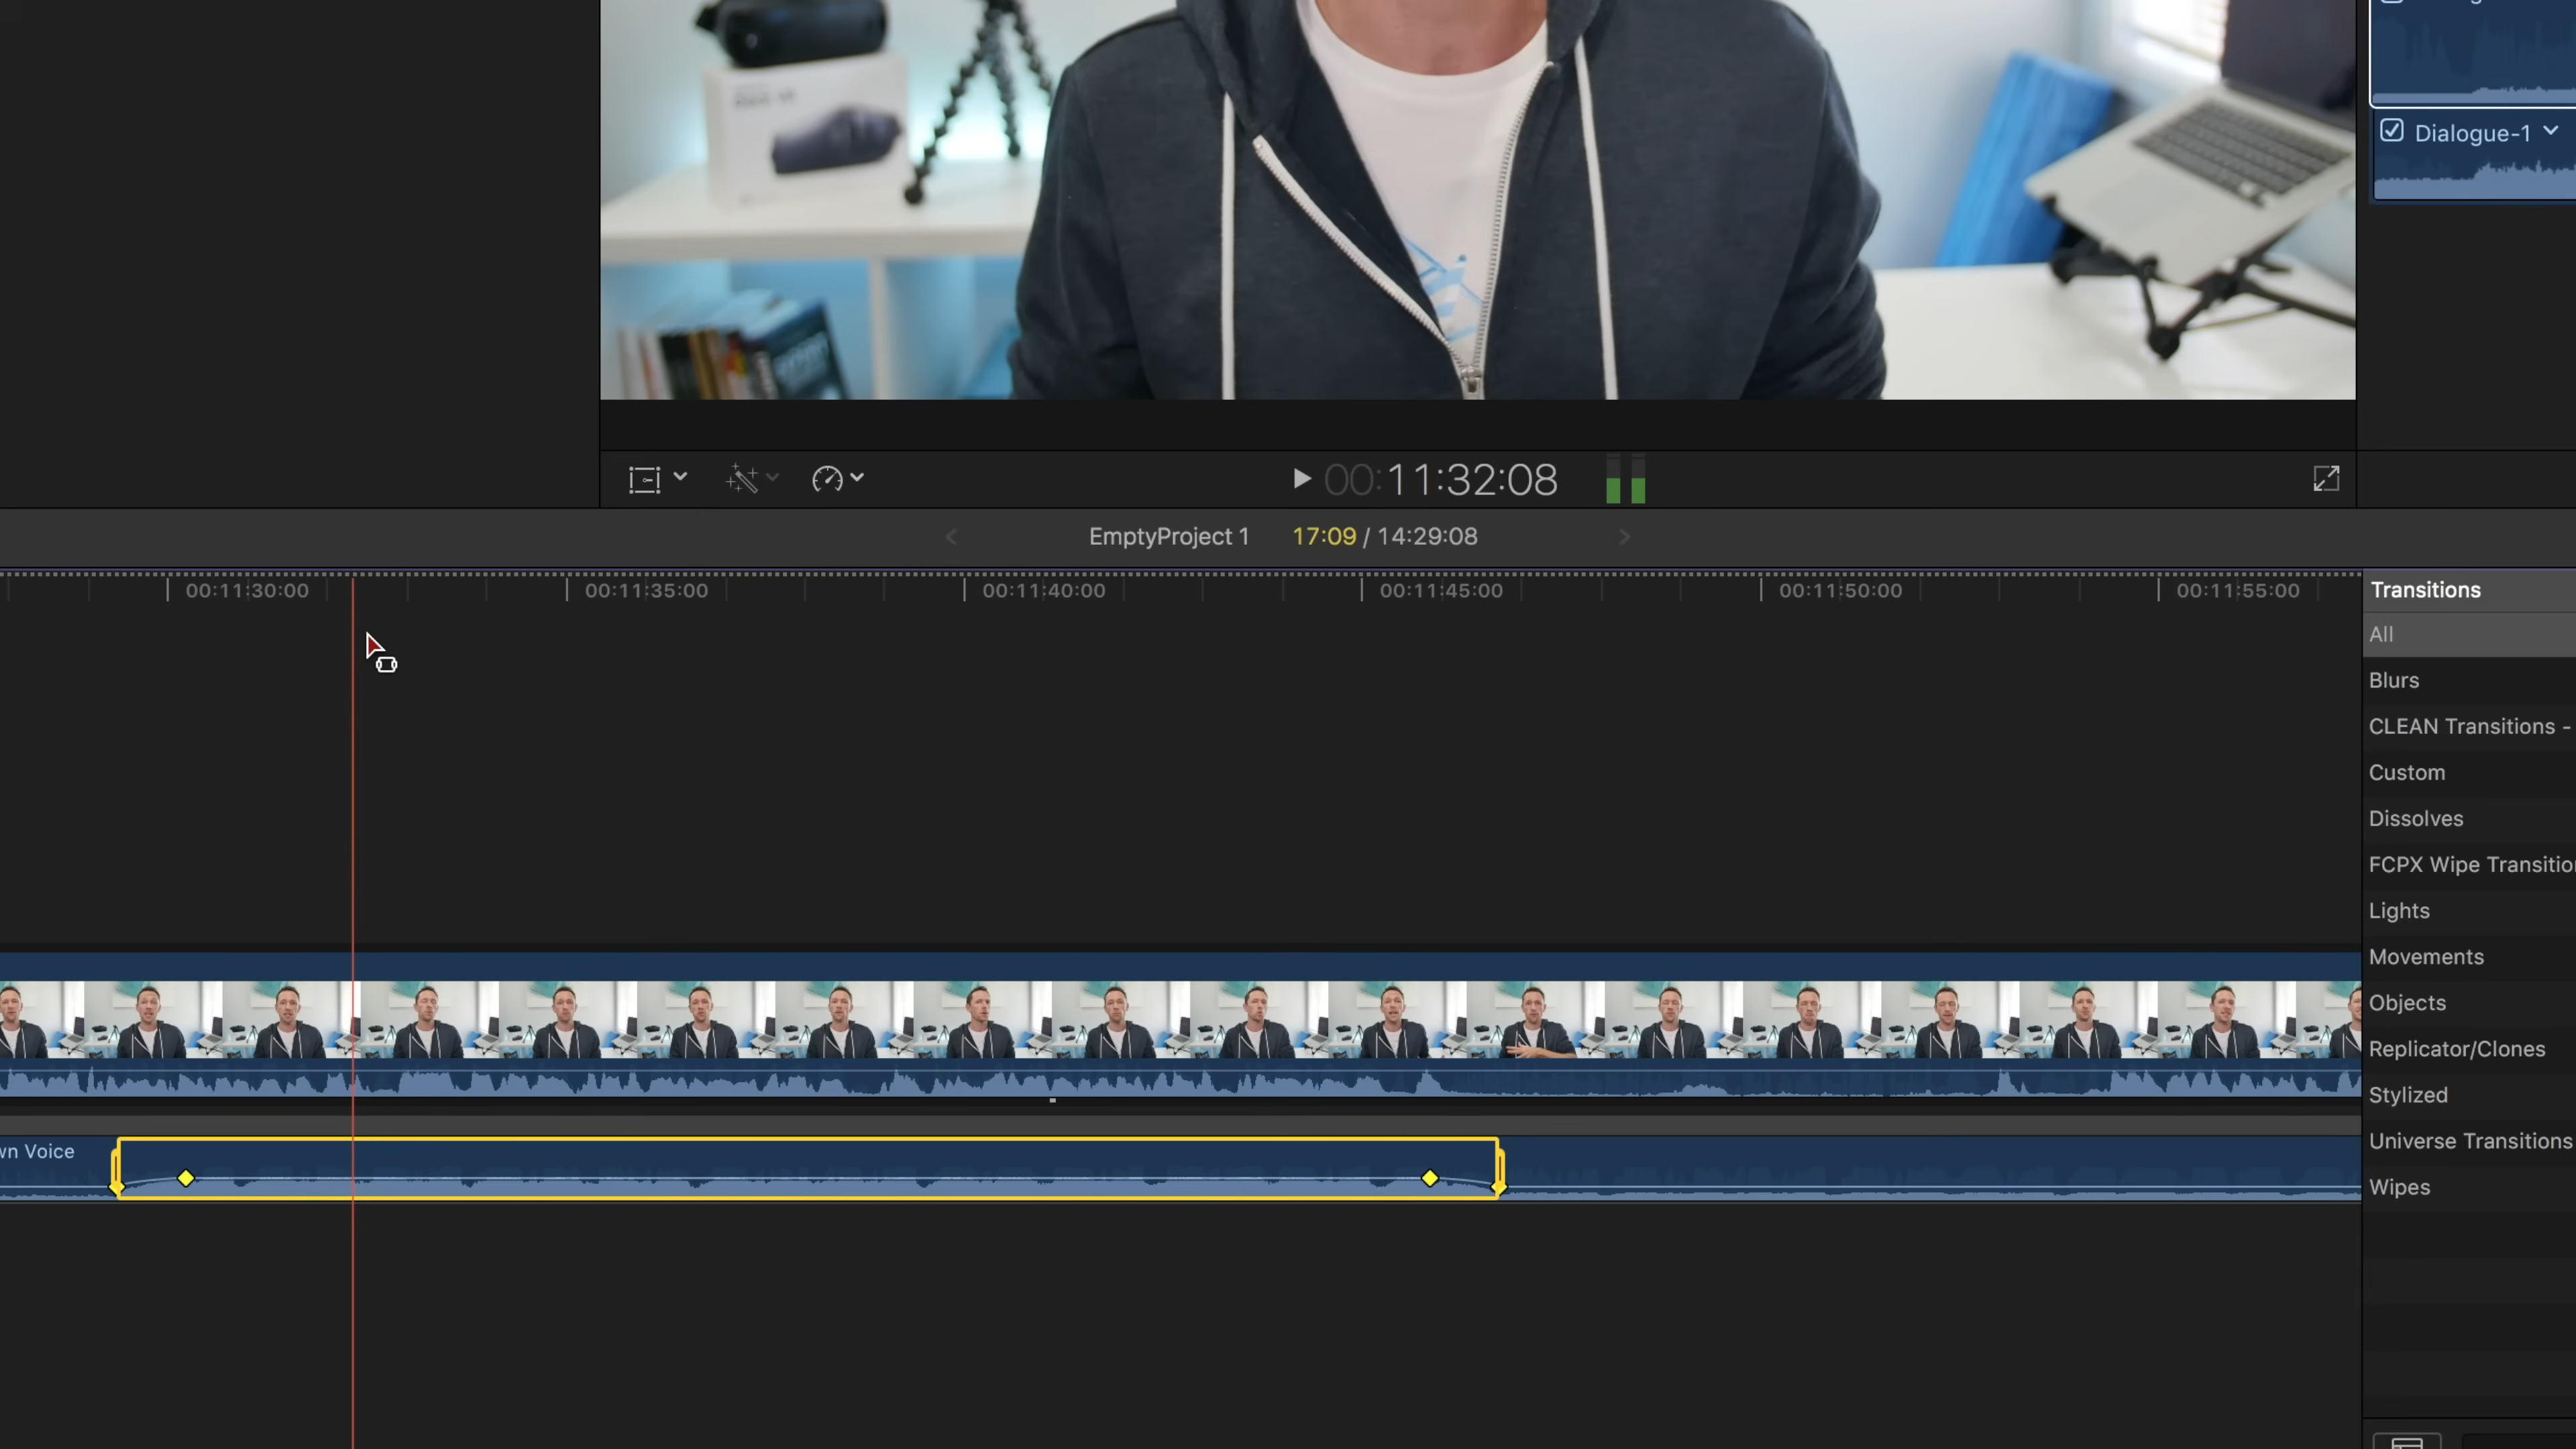 Dialogue-1
00:11:32:08
EmptyProject 1 17:09 / 14:29:08
00:11:30:00 00:11:35:00 00:11:40:00 00:11:45:00 00:11:50:00 00:11:55:00
Transitions
All
Blurs
CLEAN Transitions -
Custom
Dissolves
FCPX Wipe Transitio
Lights
Movements
Objects
Replicator/Clones
Stylized
Universe Transitions
wn Voice
Wipes